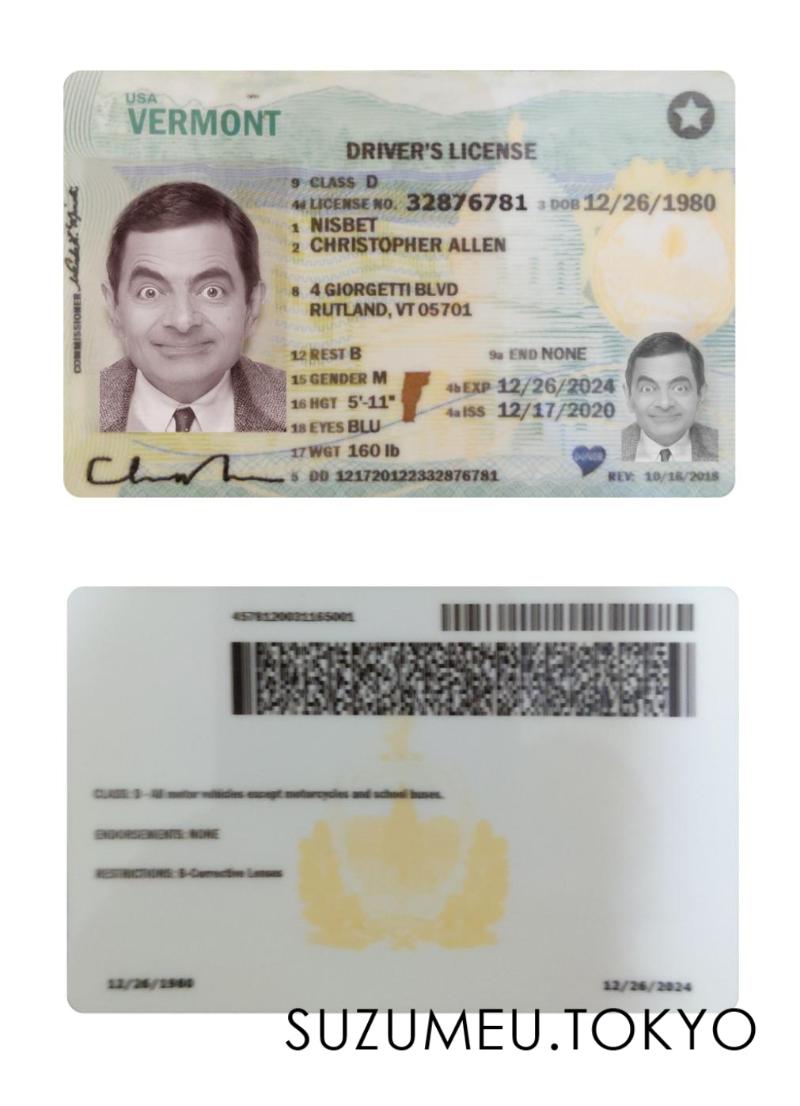 USA
VERMONT
DRIVER'S LICENSE
9 CLASS D
4d LICENSE NO. 32876781 3 DOB 12/26/1980
1 NISBET
2 CHRISTOPHER ALLEN
8 4 GIORGETTI BLVD
RUTLAND, VT 05701
12 REST B 9a END NONE
15 GENDER M 4b EXP 12/26/2024
16 HGT 5'-11" 4a ISS 12/17/2020
18 EYES BLU
17 WGT 160 lb
5 DD 121720122332876781 REV: 10/16/2018
DONOR
COMMISSIONER
4578120031165001
CLASS: D - All motor vehicles except motorcycles and school buses.
ENDORSEMENTS: NONE
RESTRICTIONS: B-Corrective Lenses
12/26/1980 12/26/2024
SUZUMEU.TOKYO